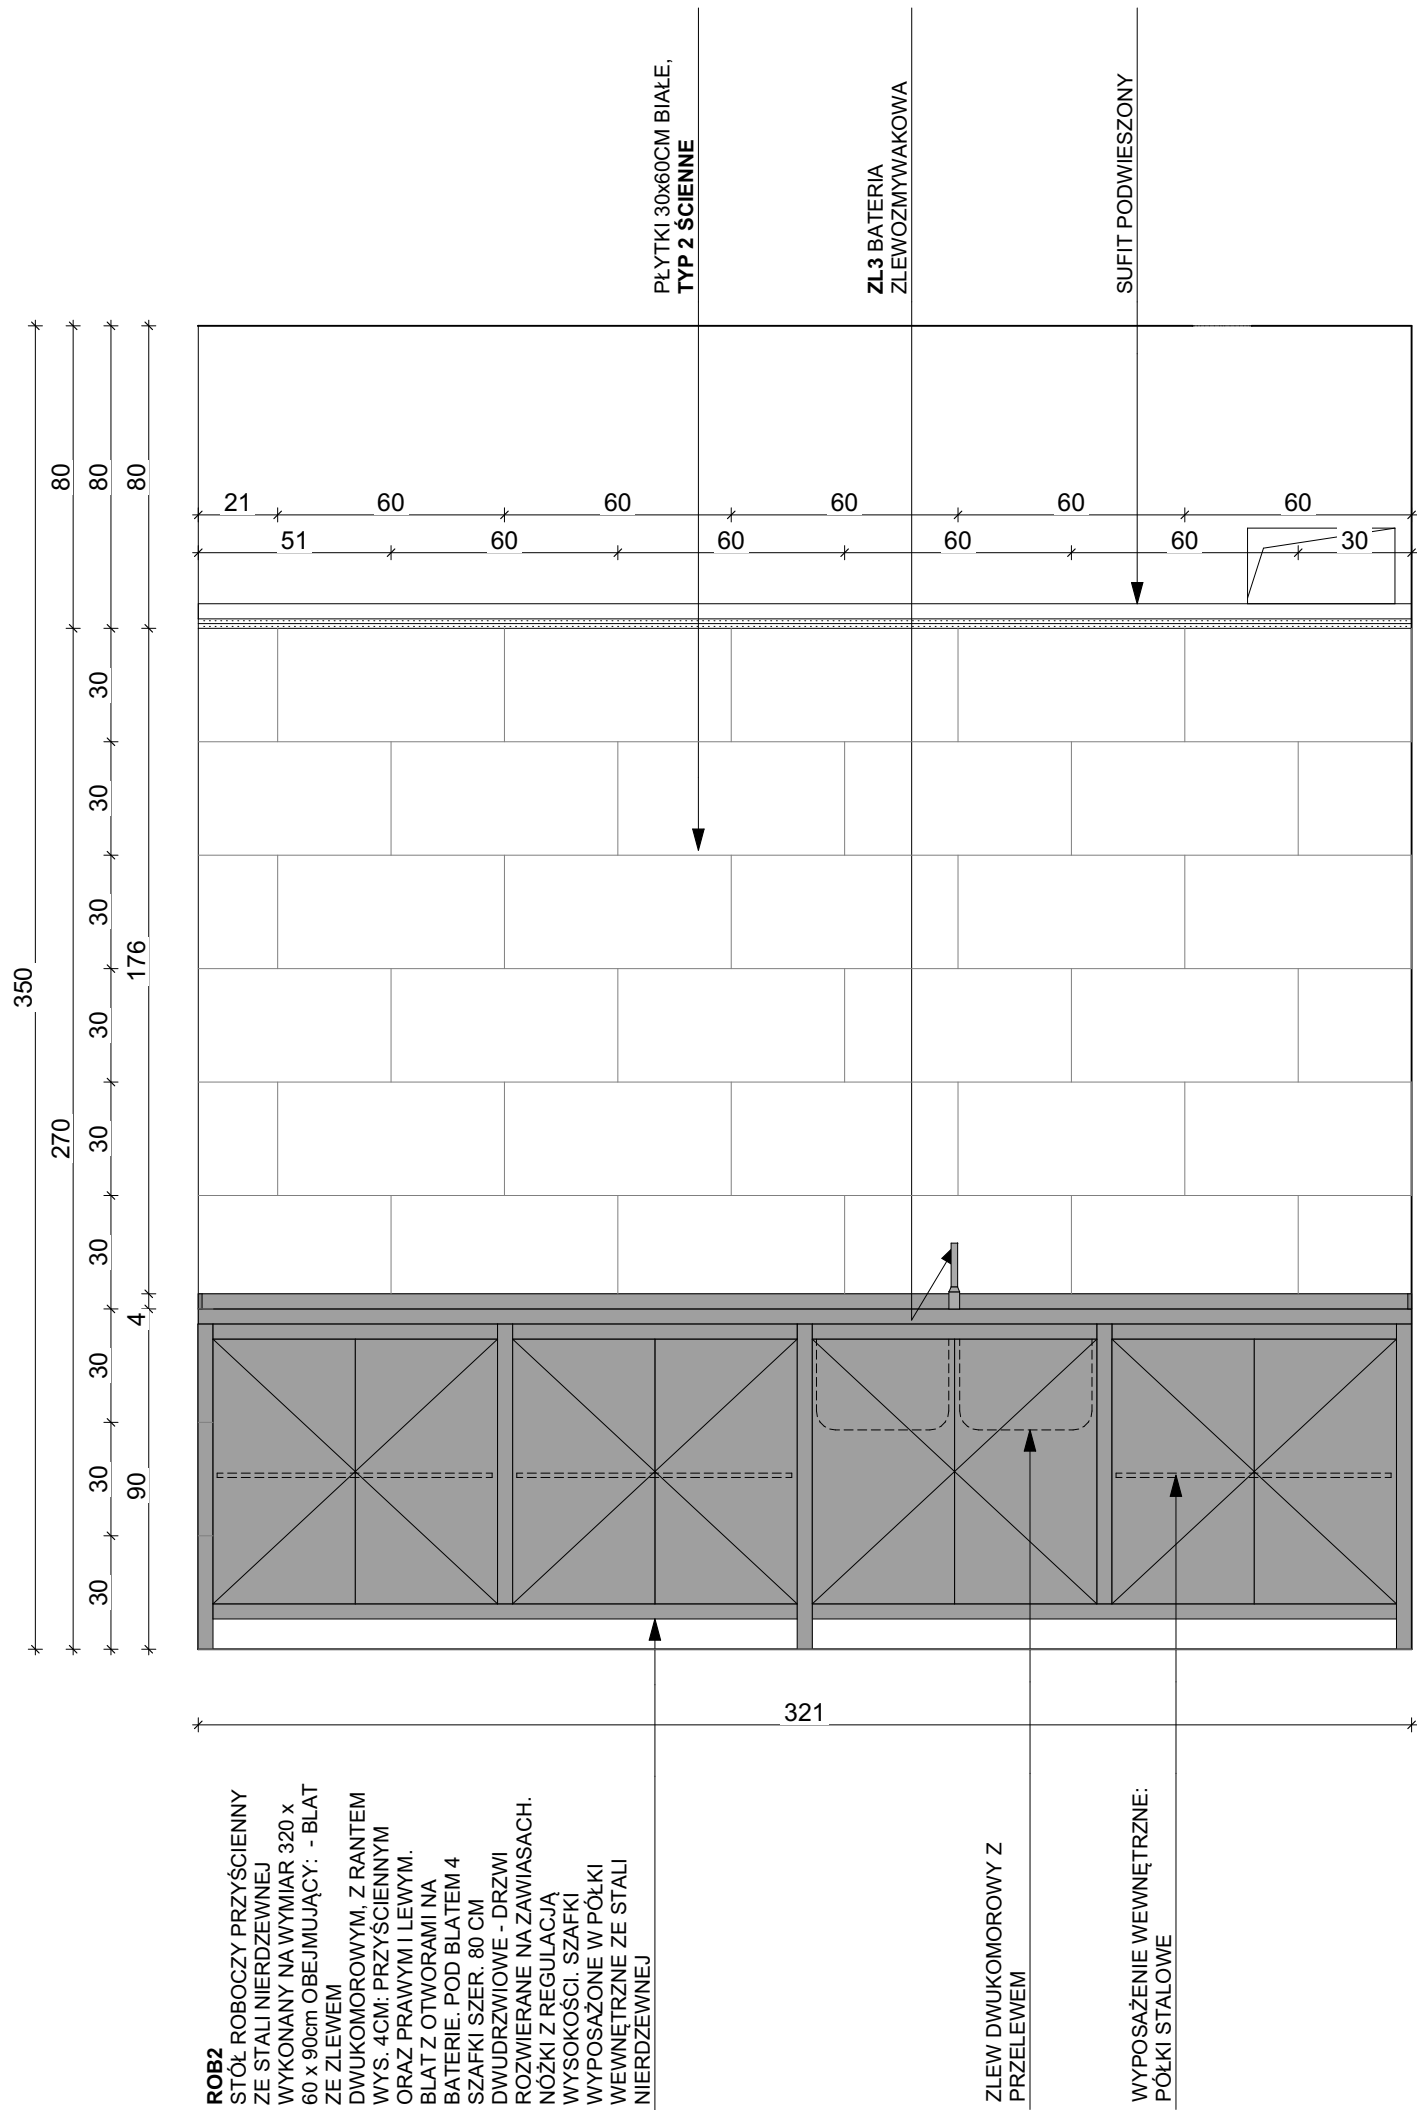 PŁYTKI 30x60CM BIAŁE,
TYP 2 ŚCIENNE
ZL3 BATERIA
ZLEWOZMYWAKOWA
SUFIT PODWIESZONY
80
80
80
21
60
60
60
60
60
51
60
60
60
60
30
30
30
30
30
30
30
30
30
30
176
4
90
350
270
321
ROB2
STÓŁ ROBOCZY PRZYŚCIENNY
ZE STALI NIERDZEWNEJ
WYKONANY NA WYMIAR 320 x
60 x 90cm OBEJMUJĄCY: - BLAT
ZE ZLEWEM
DWUKOMOROWYM, Z RANTEM
WYS. 4CM: PRZYŚCIENNYM
ORAZ PRAWYM I LEWYM.
BLAT Z OTWORAMI NA
BATERIE. POD BLATEM 4
SZAFKI SZER. 80 CM
DWUDRZWIOWE - DRZWI
ROZWIERANE NA ZAWIASACH.
NÓŻKI Z REGULACJĄ
WYSOKOŚCI. SZAFKI
WYPOSAŻONE W PÓŁKI
WEWNĘTRZNE ZE STALI
NIERDZEWNEJ
ZLEW DWUKOMOROWY Z
PRZELEWEM
WYPOSAŻENIE WEWNĘTRZNE:
PÓŁKI STALOWE